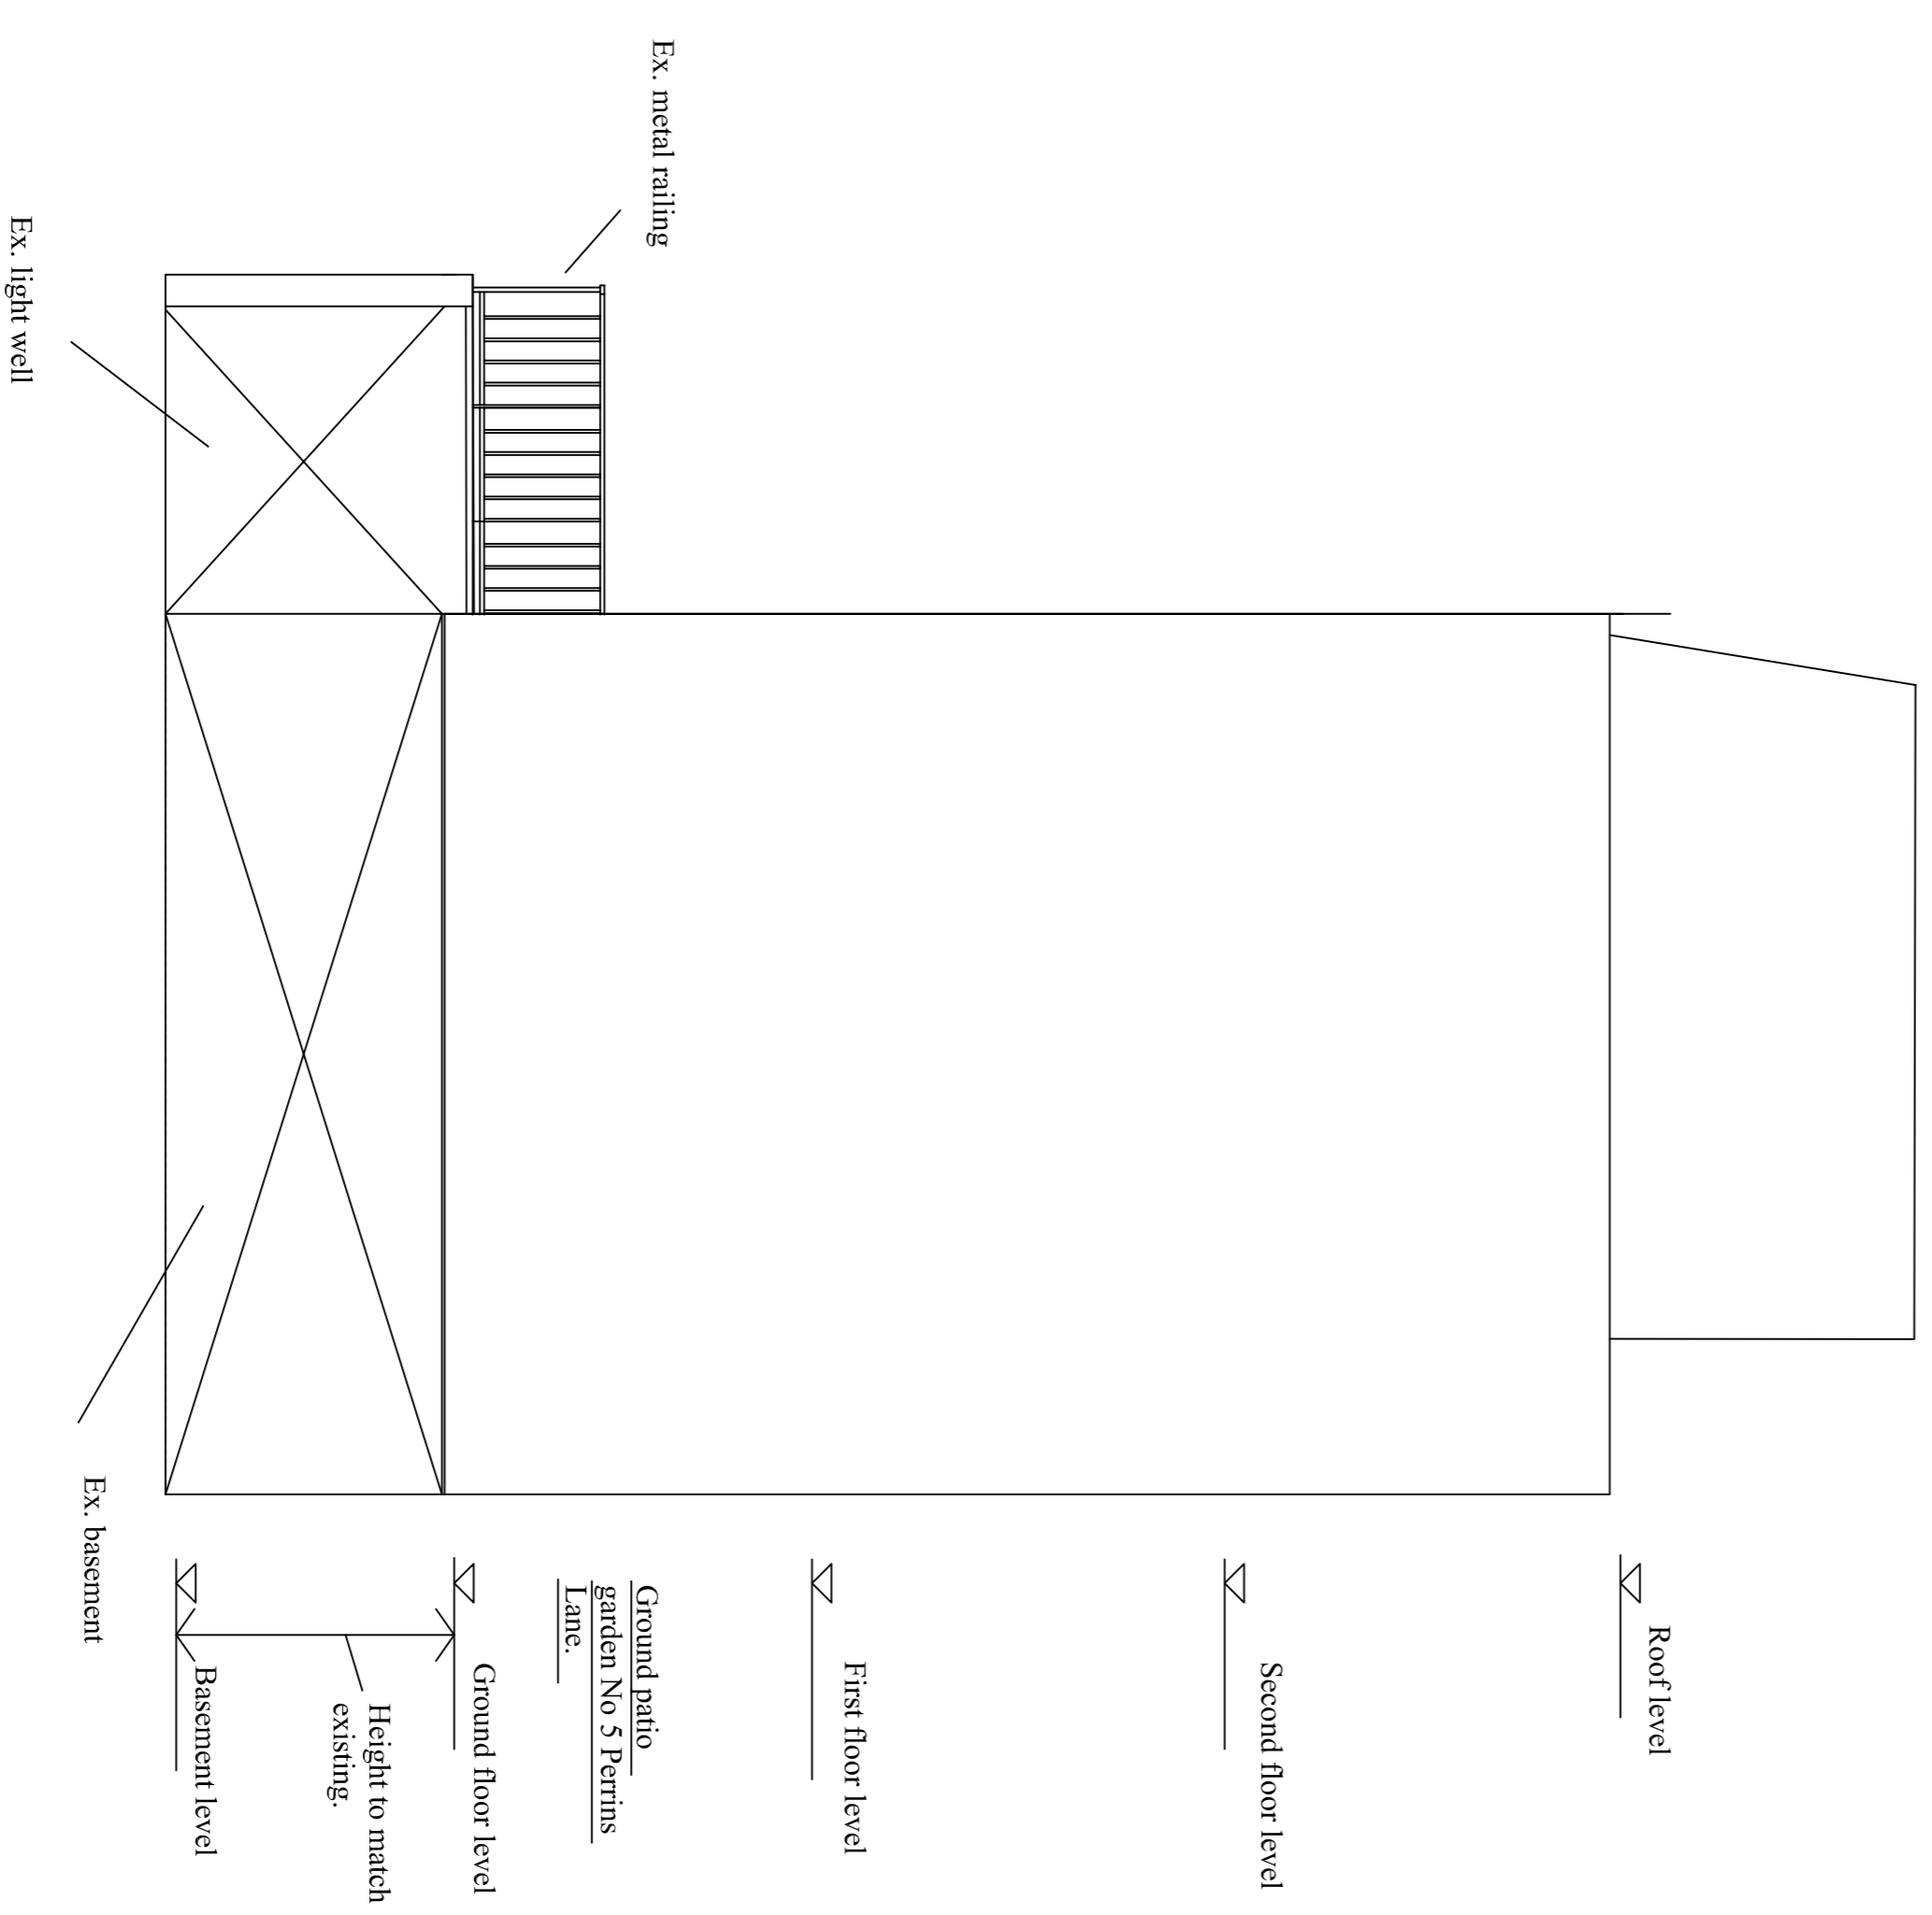 Roof level
Second floor level
First floor level
Ex. metal railing
Ground patio
garden No 5 Perrins
Lane.
Ground floor level
Height to match
existing.
Basement level
Ex. basement
Ex. light well